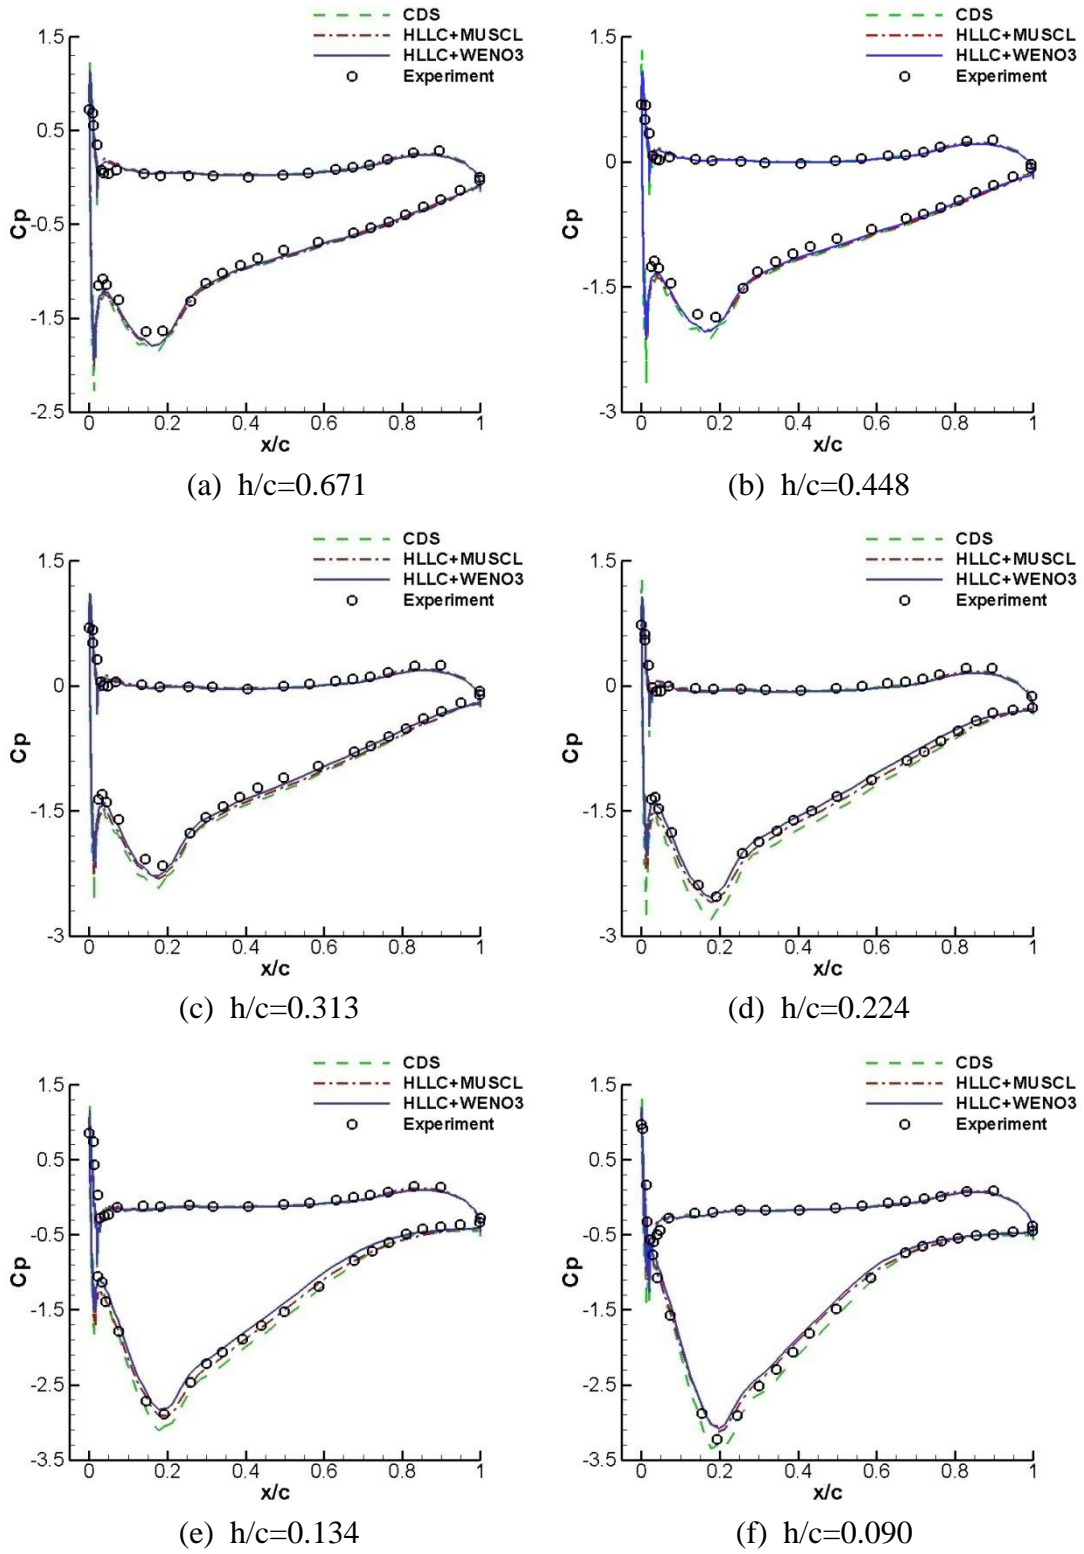 CDS
HLLC+MUSCL
HLLC+WENO3
Experiment
1.5
0.5
-0.5
-1.5
-2.5
Cp
0 0.2 0.4 0.6 0.8 1
x/c
(a) h/c=0.671
CDS
HLLC+MUSCL
HLLC+WENO3
Experiment
1.5
0
-1.5
-3
Cp
0 0.2 0.4 0.6 0.8 1
x/c
(b) h/c=0.448
CDS
HLLC+MUSCL
HLLC+WENO3
Experiment
1.5
0
-1.5
-3
Cp
0 0.2 0.4 0.6 0.8 1
x/c
(c) h/c=0.313
CDS
HLLC+MUSCL
HLLC+WENO3
Experiment
1.5
0
-1.5
-3
Cp
0 0.2 0.4 0.6 0.8 1
x/c
(d) h/c=0.224
CDS
HLLC+MUSCL
HLLC+WENO3
Experiment
1.5
0.5
-0.5
-1.5
-2.5
-3.5
Cp
0 0.2 0.4 0.6 0.8 1
x/c
(e) h/c=0.134
CDS
HLLC+MUSCL
HLLC+WENO3
Experiment
1.5
0.5
-0.5
-1.5
-2.5
-3.5
Cp
0 0.2 0.4 0.6 0.8 1
x/c
(f) h/c=0.090